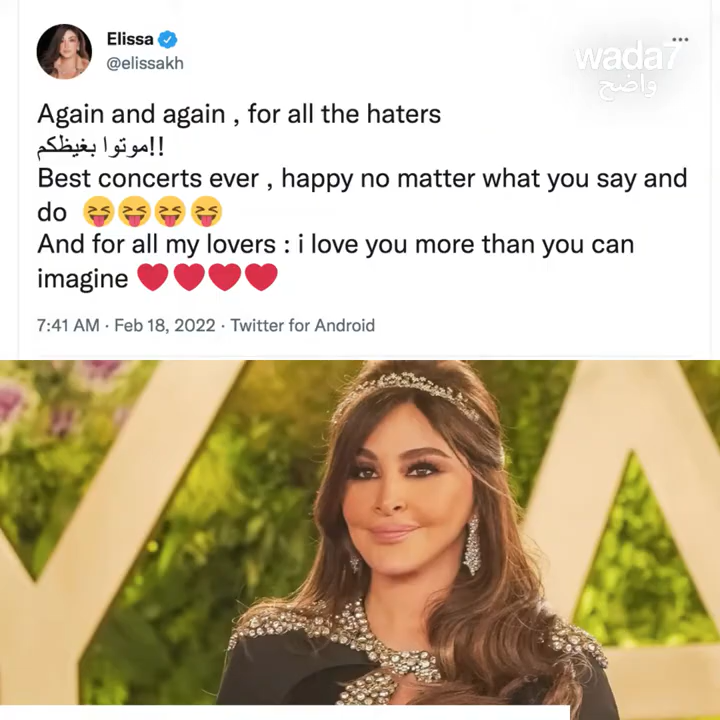 Elissa
@elissakh
wada7
واضح
Again and again , for all the haters
موتوا بغيظكم!!
Best concerts ever , happy no matter what you say and
do 😝😝😝😝
And for all my lovers : i love you more than you can
imagine ❤️❤️❤️❤️
7:41 AM · Feb 18, 2022 · Twitter for Android
YA